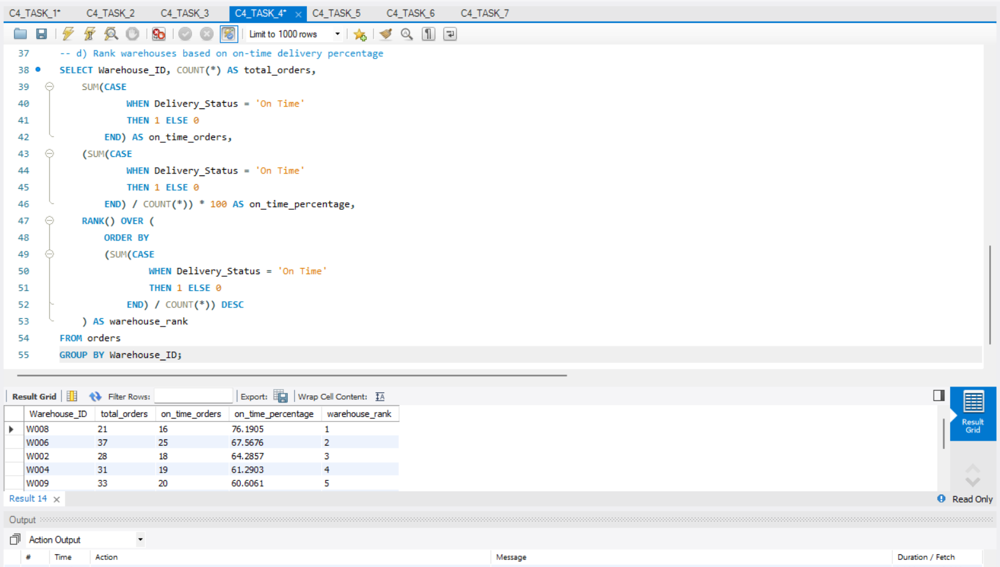 C4_TASK_1* C4_TASK_2 C4_TASK_3 C4_TASK_4* × C4_TASK_5 C4_TASK_6 C4_TASK_7
Limit to 1000 rows
37 -- d) Rank warehouses based on on-time delivery percentage
38 SELECT Warehouse_ID, COUNT(*) AS total_orders,
39 SUM(CASE
40 WHEN Delivery_Status = 'On Time'
41 THEN 1 ELSE 0
42 END) AS on_time_orders,
43 (SUM(CASE
44 WHEN Delivery_Status = 'On Time'
45 THEN 1 ELSE 0
46 END) / COUNT(*)) * 100 AS on_time_percentage,
47 RANK() OVER (
48 ORDER BY
49 (SUM(CASE
50 WHEN Delivery_Status = 'On Time'
51 THEN 1 ELSE 0
52 END) / COUNT(*)) DESC
53 ) AS warehouse_rank
54 FROM orders
55 GROUP BY Warehouse_ID;
Result Grid Filter Rows: Export: Wrap Cell Content:
Warehouse_ID total_orders on_time_orders on_time_percentage warehouse_rank
W008 21 16 76.1905 1
W006 37 25 67.5676 2
W002 28 18 64.2857 3
W004 31 19 61.2903 4
W009 33 20 60.6061 5
Result
Grid
Result 14 × Read Only
Output
Action Output
# Time Action Message Duration / Fetch